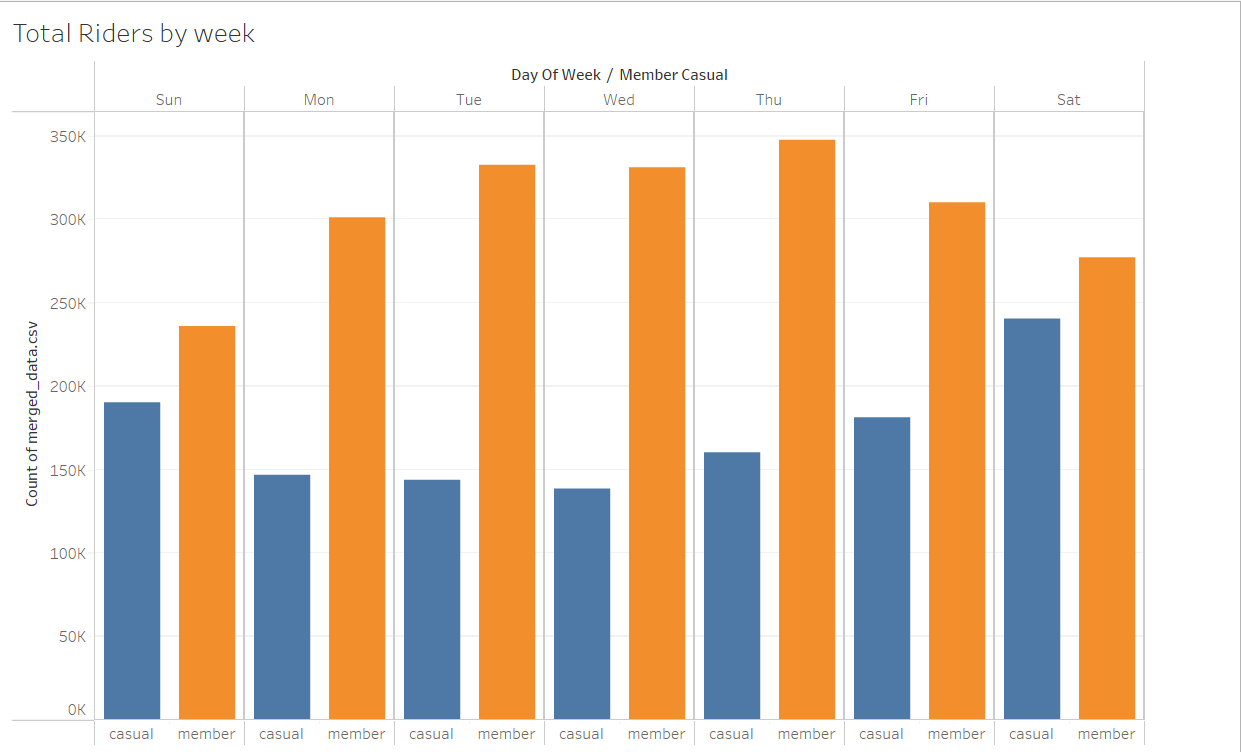 Total Riders by week
Day Of Week / Member Casual
Sun Mon Tue Wed Thu Fri Sat
350K
300K
250K
200K
150K
100K
50K
0K
Count of merged_data.csv
casual member casual member casual member casual member casual member casual member casual member